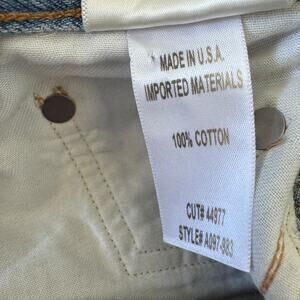 MADE IN U.S.A.
IMPORTED MATERIALS
100% COTTON
CUT# 44977
STYLE# A097-983